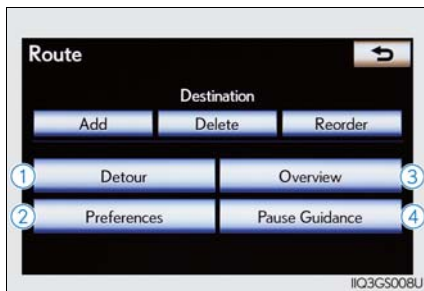 Route
Destination
Add Delete Reorder
1 Detour Overview 3
2 Preferences Pause Guidance 4
IIQ3GS008U